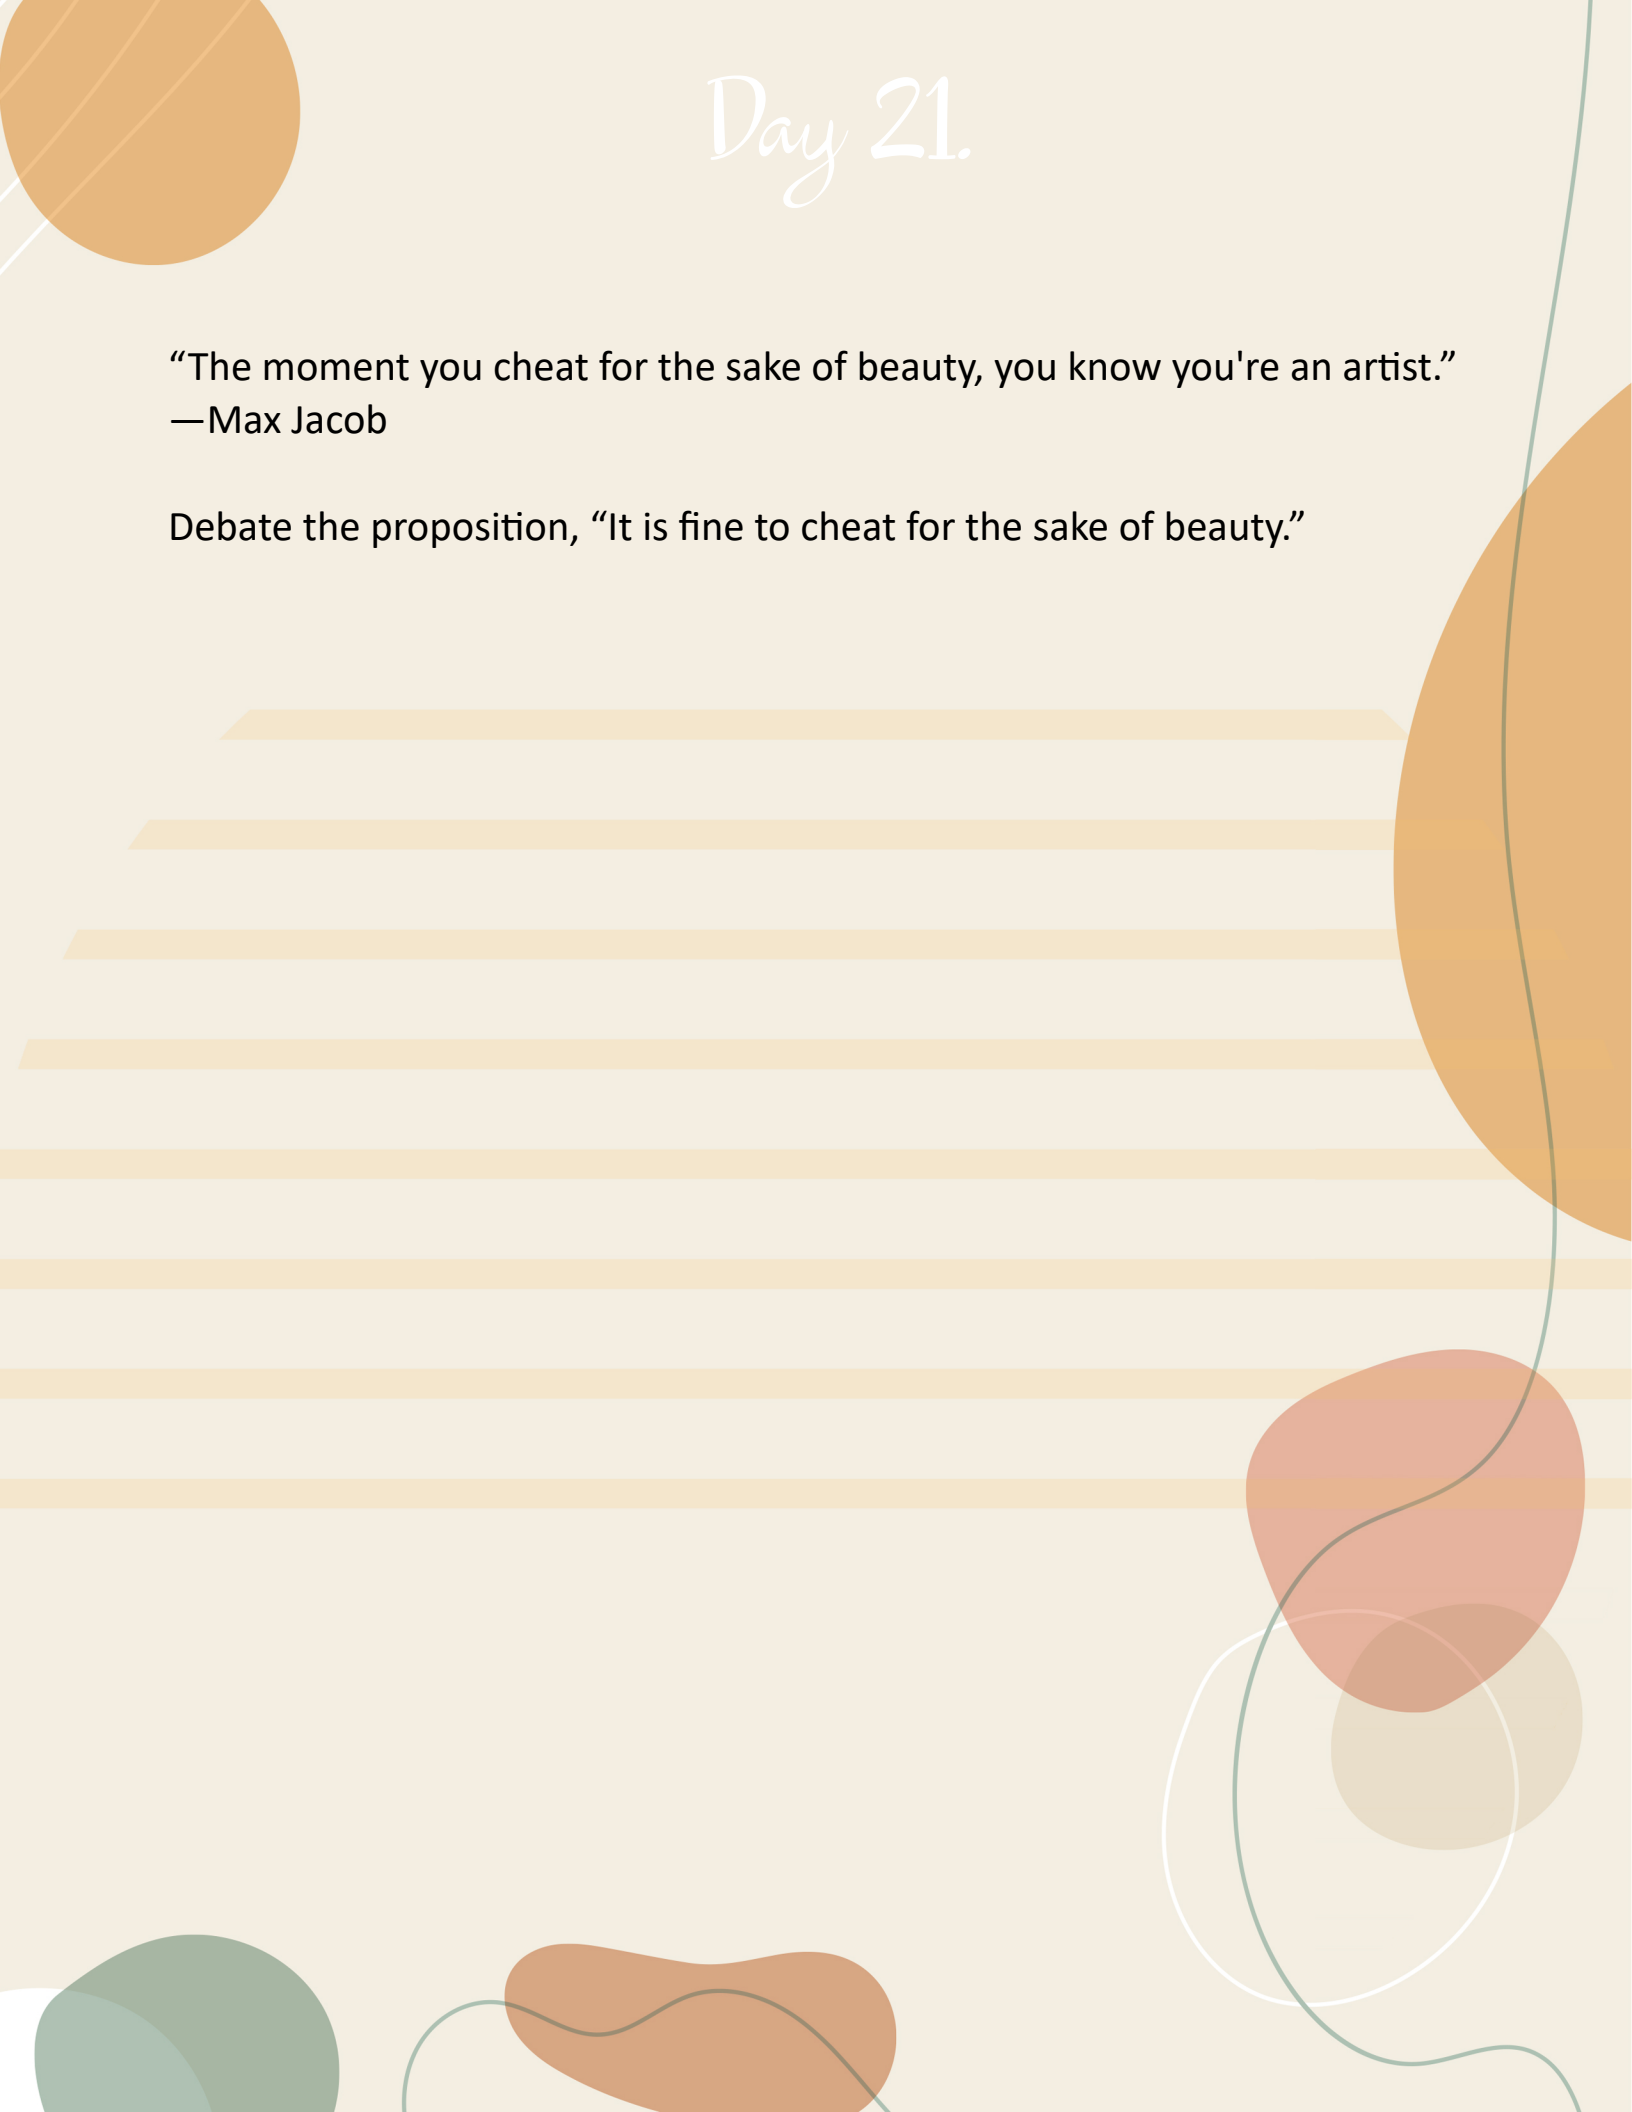 Day 21.
“The moment you cheat for the sake of beauty, you know you're an artist.”
—Max Jacob
Debate the proposition, “It is fine to cheat for the sake of beauty.”